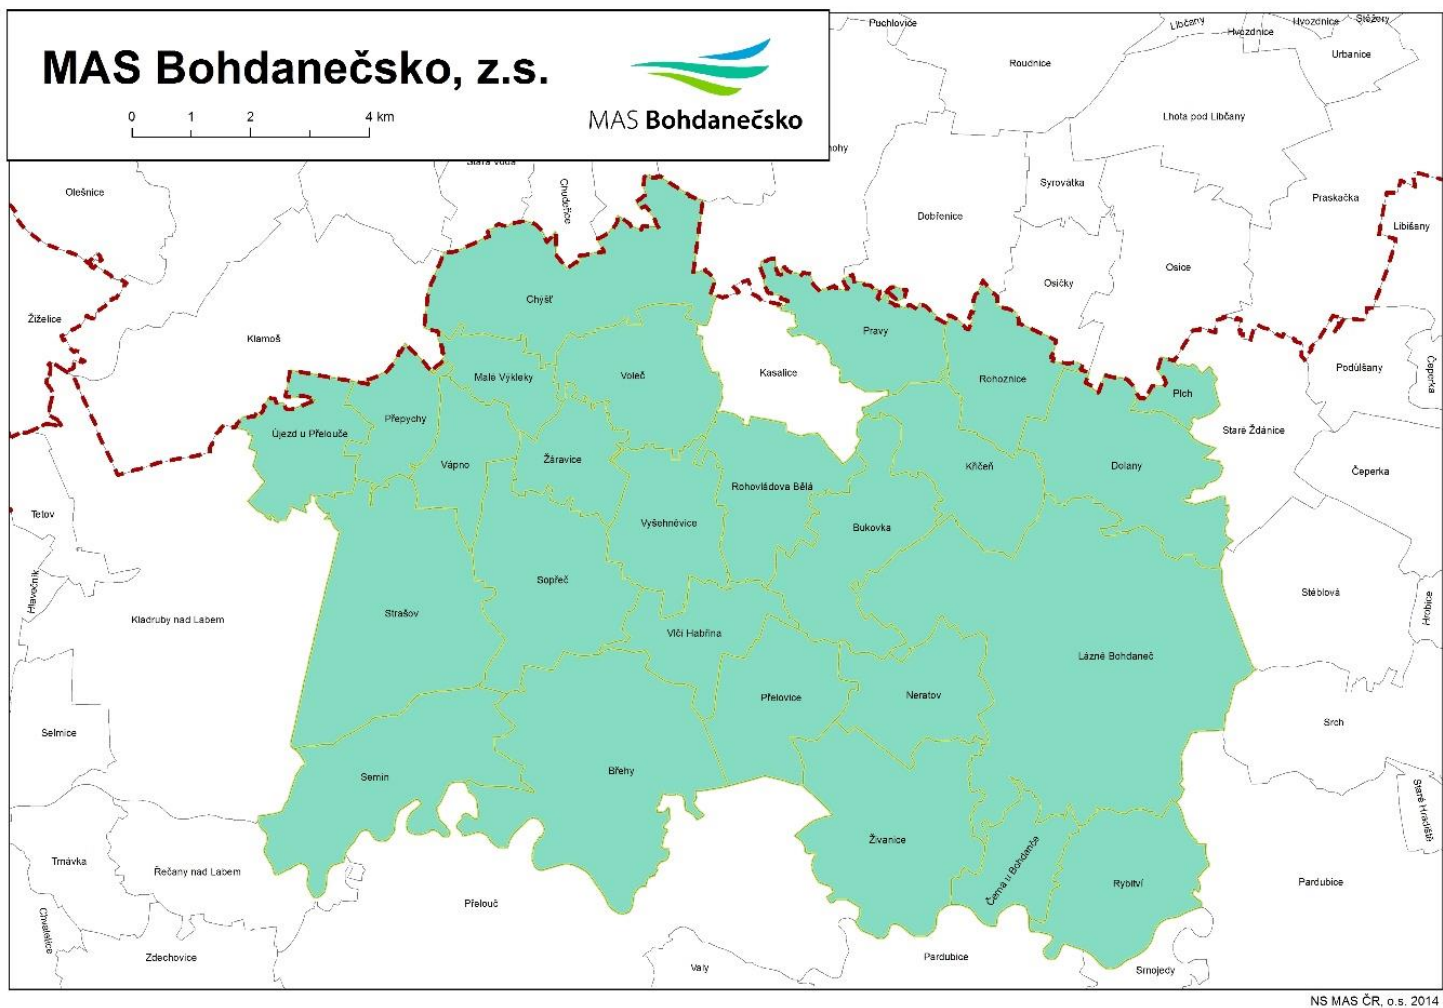 MAS Bohdanečsko, z.s.
0 1 2 4 km
MAS Bohdanečsko
Puchlovice
Libčany
Hvozdnice
Hvozdnice
Stěžery
Roudnice
Urbanice
Lhota pod Libčany
Olešnice
Stará Voda
Chudeřice
Syrovátka
Dobřenice
Praskačka
Libišany
Osičky
Osice
Žiželice
Klamoš
Chýšť
Pravy
Kasalice
Malé Výkleky
Voleč
Rohoznice
Plch
Podůlšany
Čeperka
Újezd u Přelouče
Přepychy
Vápno
Žáravice
Rohovládova Bělá
Křičeň
Dolany
Staré Ždánice
Čeperka
Tetov
Vyšehněvice
Bukovka
Hlavečník
Kladruby nad Labem
Strašov
Sopřeč
Vlčí Habřina
Stéblová
Hrobice
Lázně Bohdaneč
Selmice
Přelovice
Neratov
Srch
Semín
Břehy
Staré Hradiště
Trnávka
Řečany nad Labem
Živanice
Černá u Bohdanče
Rybitví
Pardubice
Přelouč
Chvaletice
Zdechovice
Valy
Pardubice
Srnojedy
NS MAS ČR, o.s. 2014